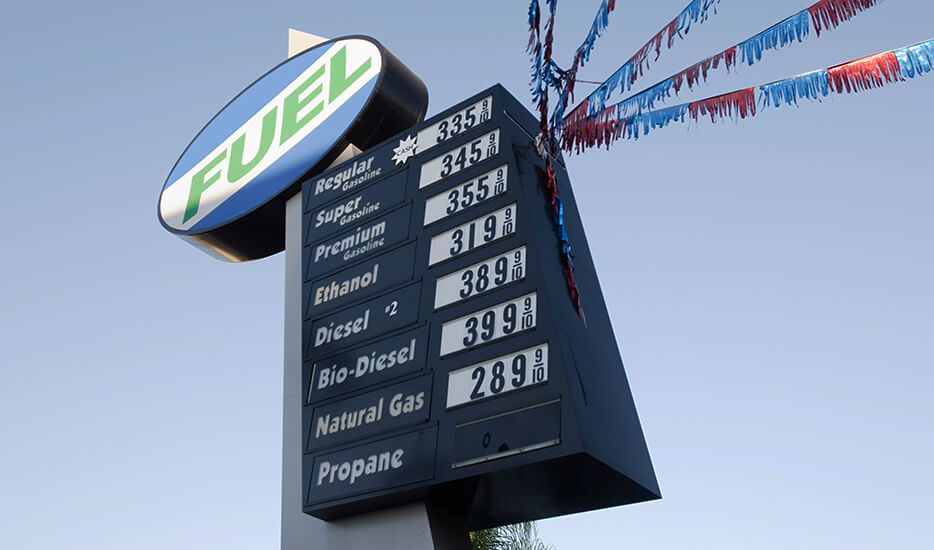 FUEL
Regular Gasoline CASH 335 9/10
Super Gasoline 345 9/10
Premium Gasoline 355 9/10
Ethanol 319 9/10
Diesel #2 389 9/10
Bio-Diesel 399 9/10
Natural Gas 289 9/10
Propane